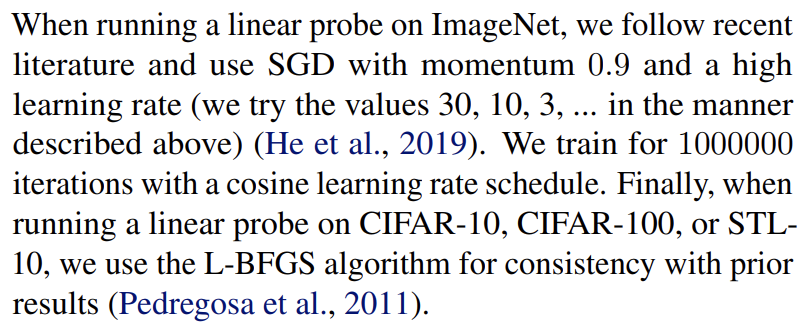 When running a linear probe on ImageNet, we follow recent
literature and use SGD with momentum 0.9 and a high
learning rate (we try the values 30, 10, 3, ... in the manner
described above) (He et al., 2019). We train for 1000000
iterations with a cosine learning rate schedule. Finally, when
running a linear probe on CIFAR-10, CIFAR-100, or STL-
10, we use the L-BFGS algorithm for consistency with prior
results (Pedregosa et al., 2011).